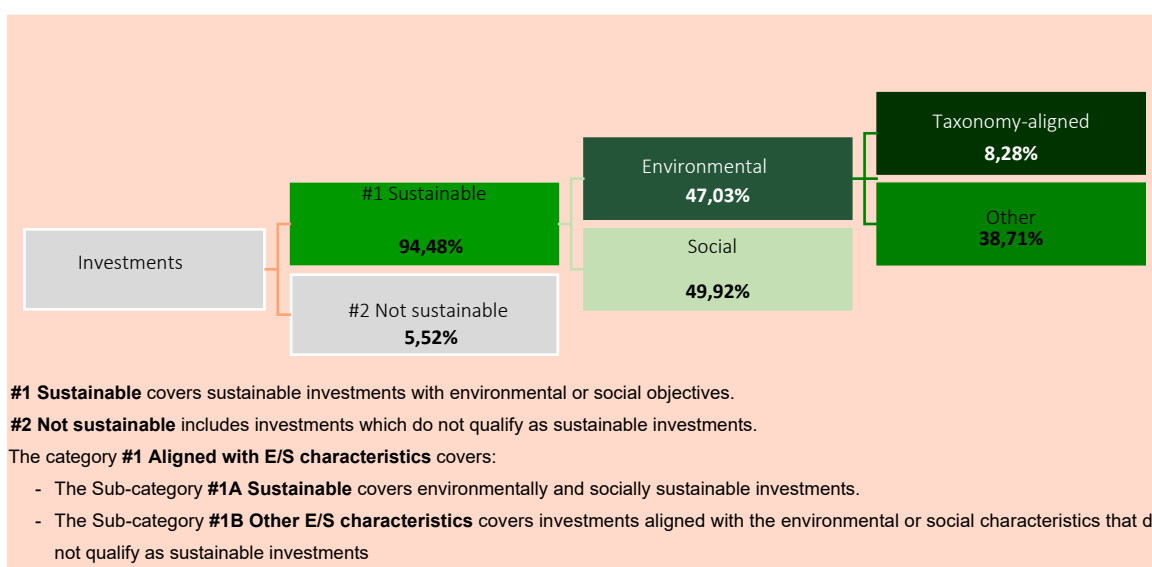 Investments
#1 Sustainable
94,48%
#2 Not sustainable
5,52%
Environmental
47,03%
Social
49,92%
Taxonomy-aligned
8,28%
Other
38,71%
#1 Sustainable covers sustainable investments with environmental or social objectives.
#2 Not sustainable includes investments which do not qualify as sustainable investments.
The category #1 Aligned with E/S characteristics covers:
- The Sub-category #1A Sustainable covers environmentally and socially sustainable investments.
- The Sub-category #1B Other E/S characteristics covers investments aligned with the environmental or social characteristics that d
not qualify as sustainable investments